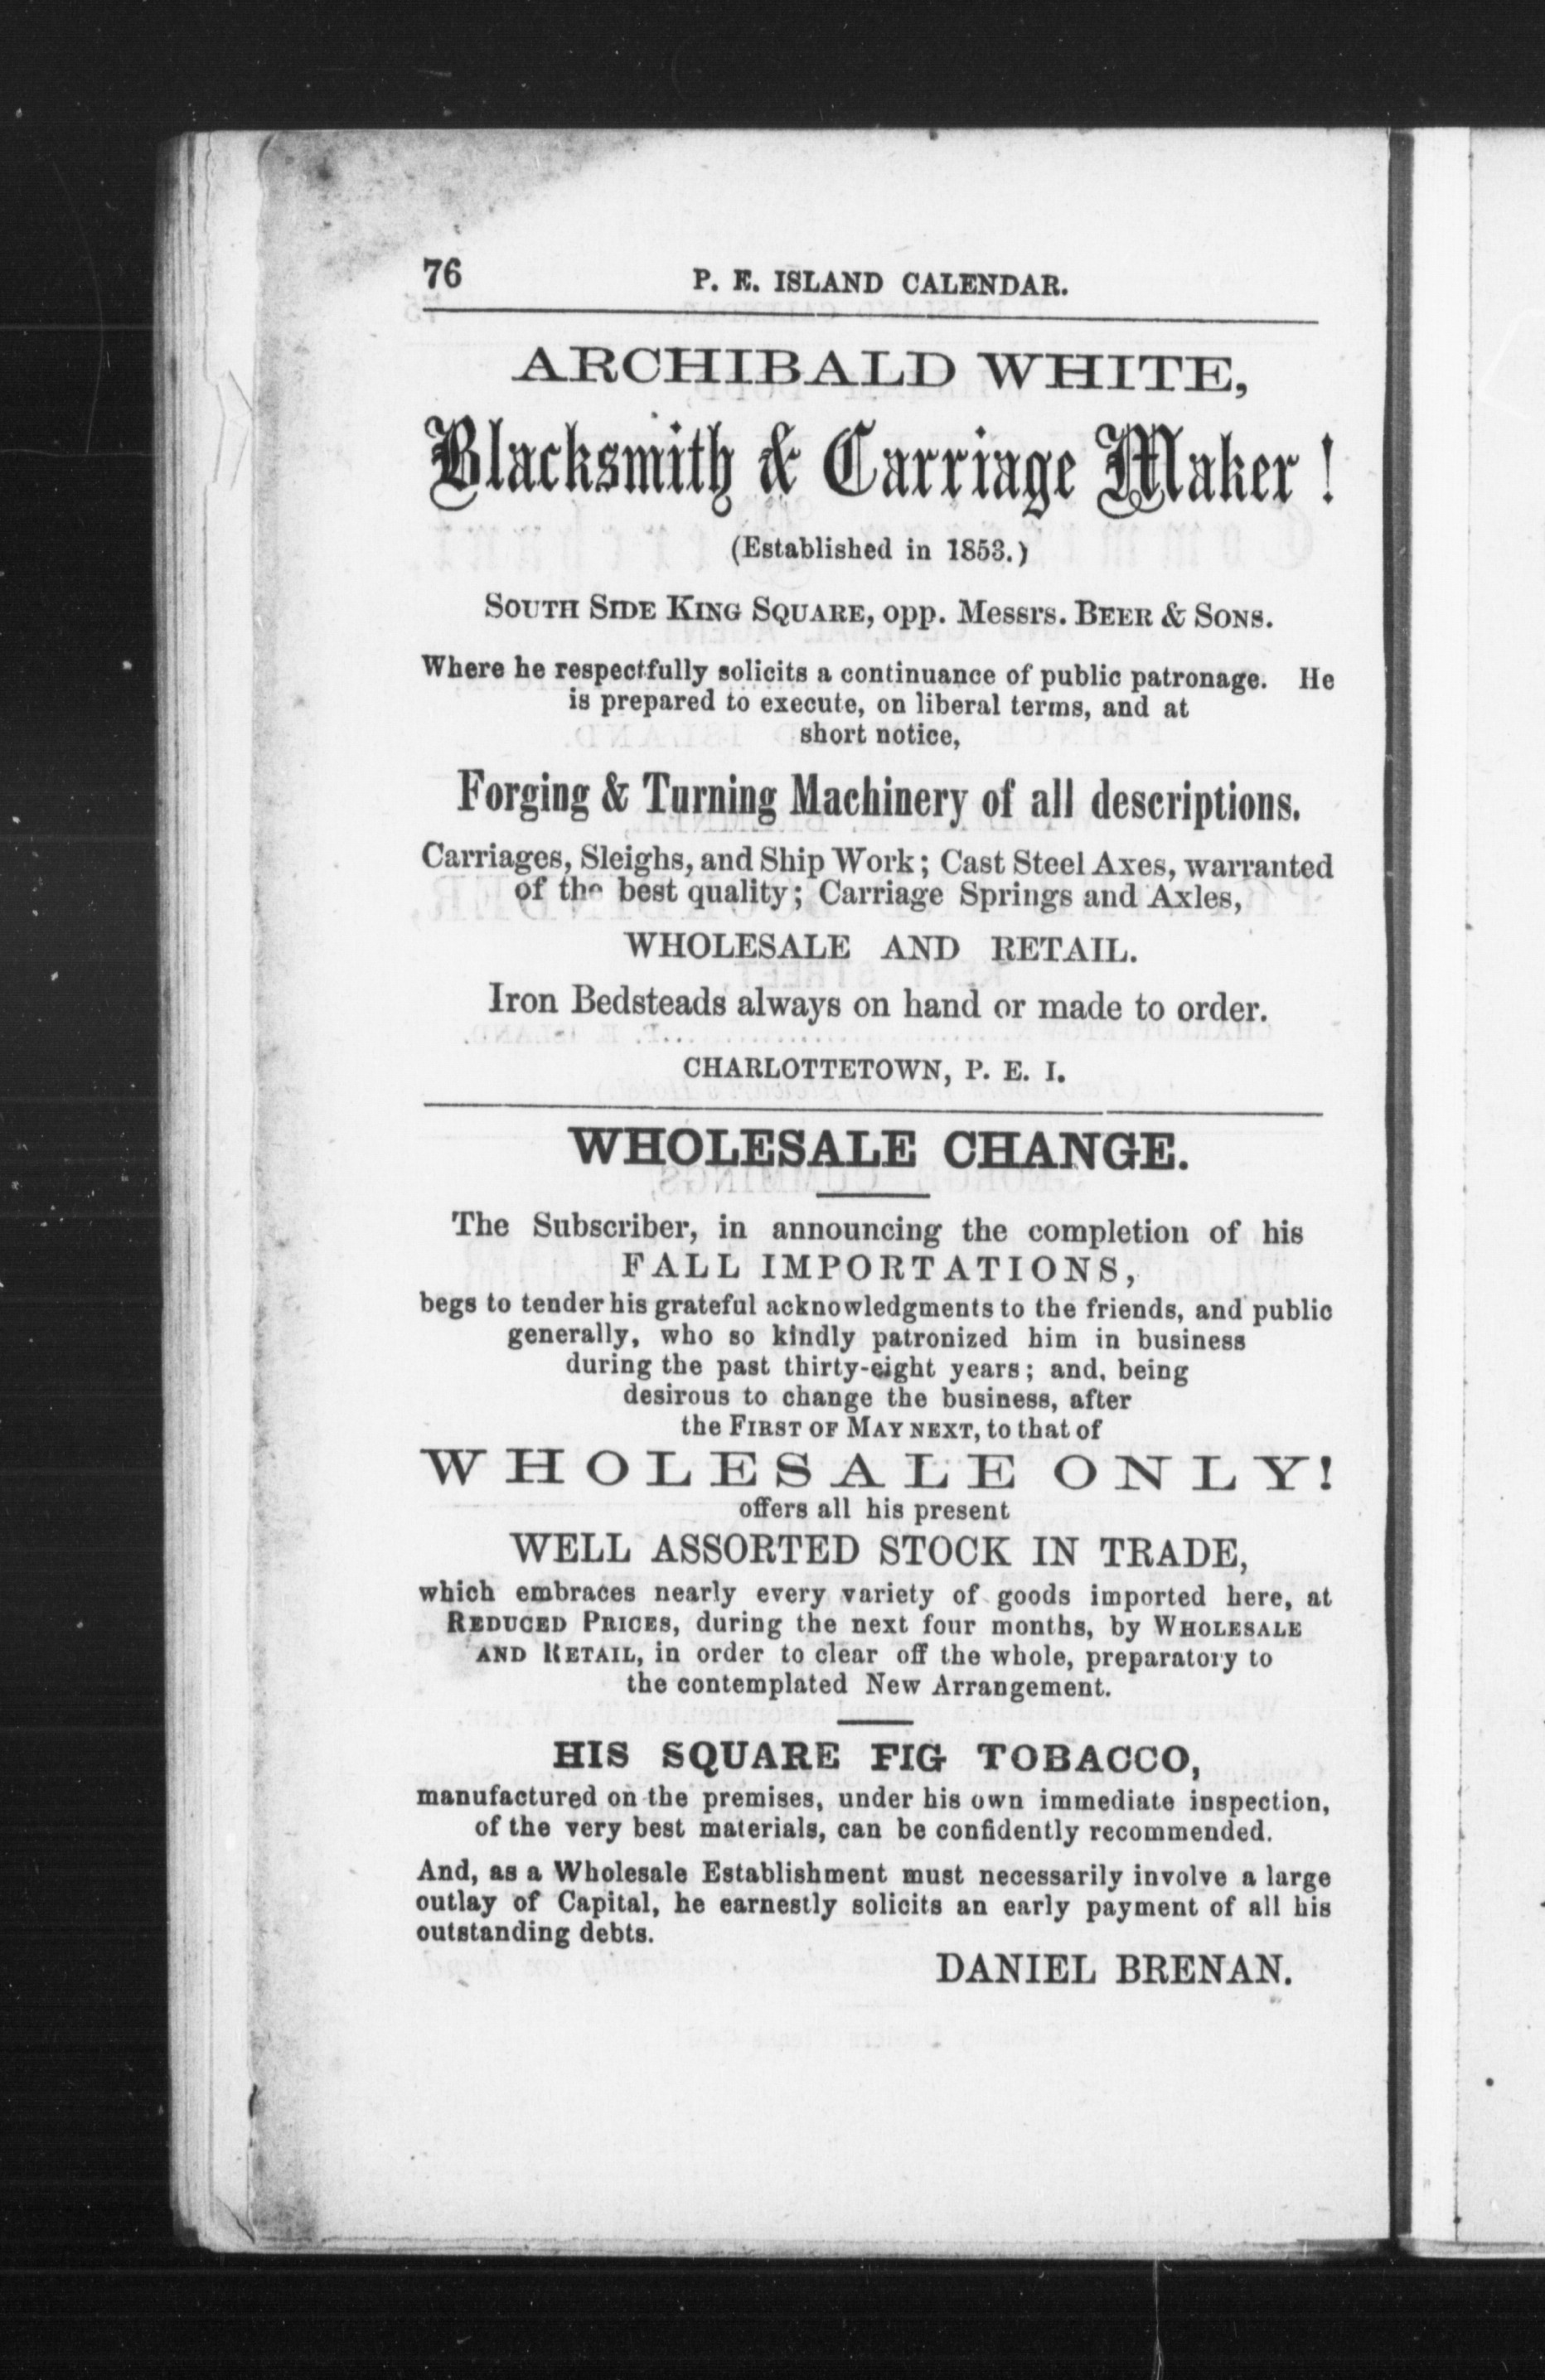 76 P. E. ISLAND CALENDAR.
ARCHIBALD WHITE,
Blacksmith & Carriage Maker !
(Established in 1853.)
SOUTH SIDE KING SQUARE, opp. Messrs. BEER & SONS.
Where he respectfully solicits a continuance of public patronage. He
is prepared to execute, on liberal terms, and at
short notice,
Forging & Turning Machinery of all descriptions.
Carriages, Sleighs, and Ship Work; Cast Steel Axes, warranted
of the best quality; Carriage Springs and Axles,
WHOLESALE AND RETAIL.
Iron Bedsteads always on hand or made to order.
CHARLOTTETOWN, P. E. I.
WHOLESALE CHANGE.
The Subscriber, in announcing the completion of his
FALL IMPORTATIONS,
begs to tender his grateful acknowledgments to the friends, and public
generally, who so kindly patronized him in business
during the past thirty-eight years; and, being
desirous to change the business, after
the FIRST OF MAY NEXT, to that of
WHOLESALE ONLY!
offers all his present
WELL ASSORTED STOCK IN TRADE,
which embraces nearly every variety of goods imported here, at
REDUCED PRICES, during the next four months, by WHOLESALE
AND RETAIL, in order to clear off the whole, preparatory to
the contemplated New Arrangement.
HIS SQUARE FIG TOBACCO,
manufactured on the premises, under his own immediate inspection,
of the very best materials, can be confidently recommended.
And, as a Wholesale Establishment must necessarily involve a large
outlay of Capital, he earnestly solicits an early payment of all his
outstanding debts.
DANIEL BRENAN.